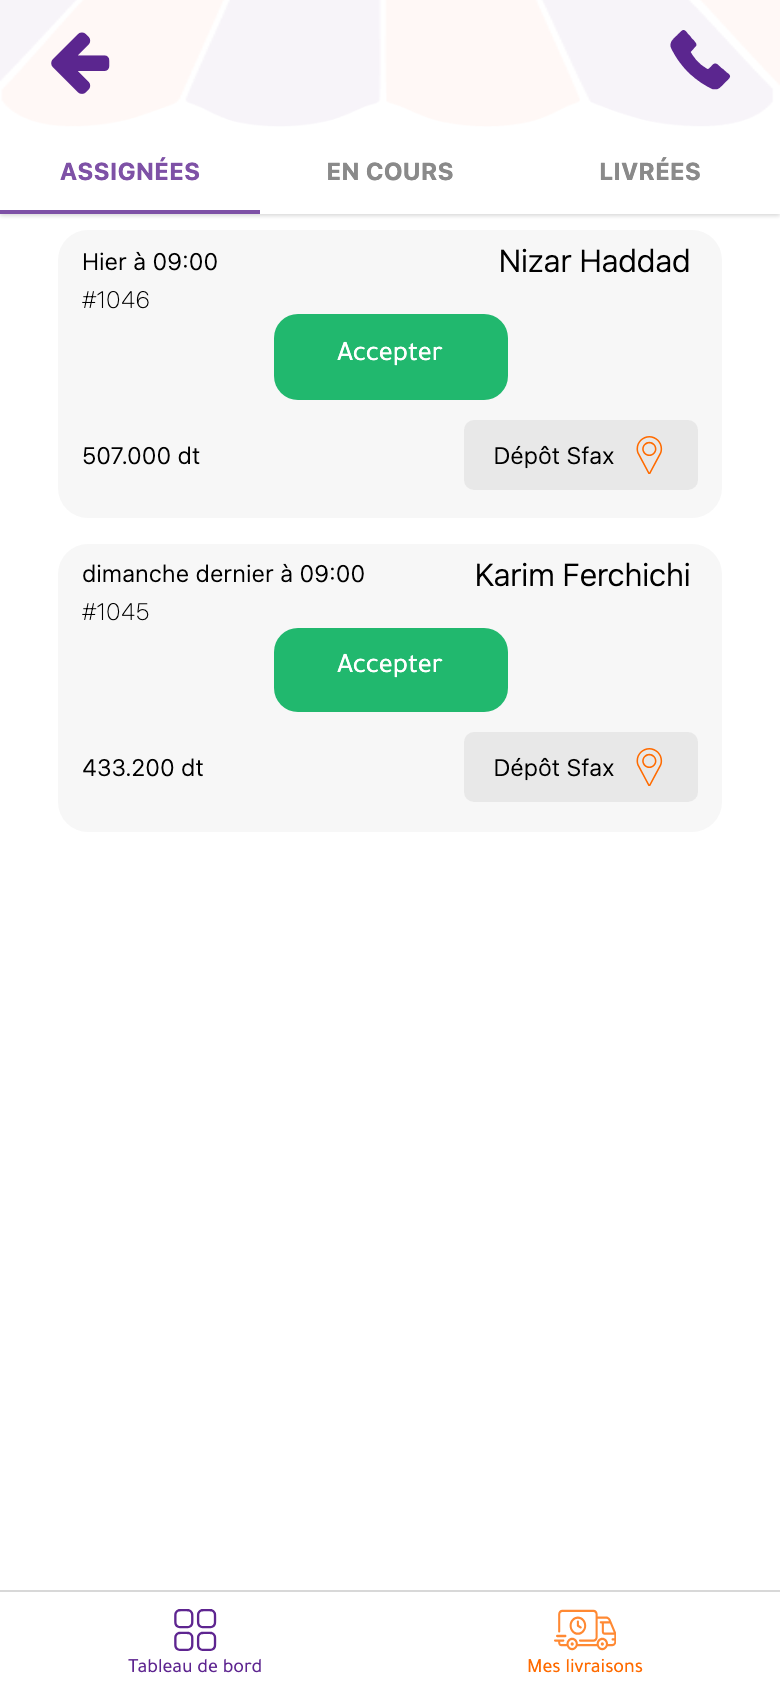 ASSIGNÉES
EN COURS
LIVRÉES
Hier à 09:00
Nizar Haddad
#1046
Accepter
507.000 dt
Dépôt Sfax
dimanche dernier à 09:00
Karim Ferchichi
#1045
Accepter
433.200 dt
Dépôt Sfax
Tableau de bord
Mes livraisons